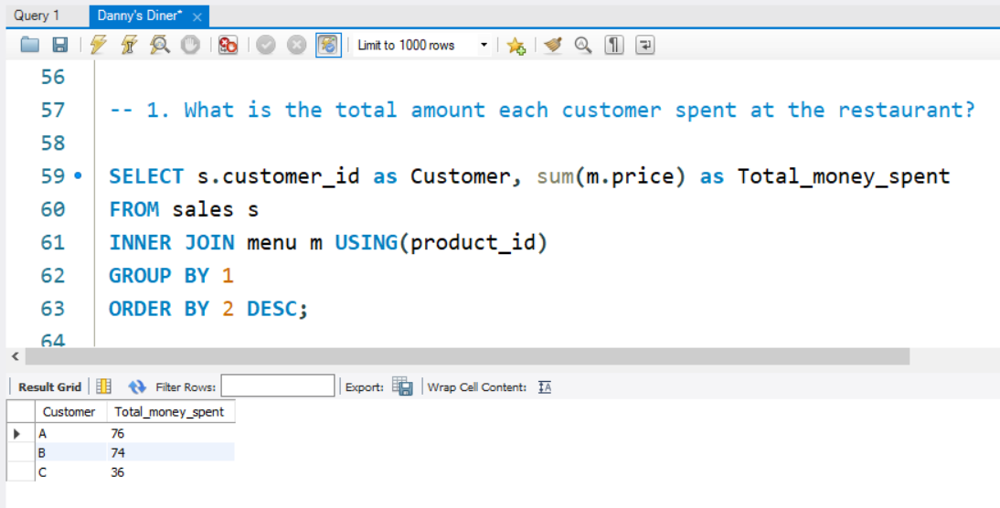 Query 1 Danny's Diner*
Limit to 1000 rows
56
57 -- 1. What is the total amount each customer spent at the restaurant?
58
59 SELECT s.customer_id as Customer, sum(m.price) as Total_money_spent
60 FROM sales s
61 INNER JOIN menu m USING(product_id)
62 GROUP BY 1
63 ORDER BY 2 DESC;
64
Result Grid Filter Rows: Export: Wrap Cell Content:
Customer Total_money_spent
A 76
B 74
C 36